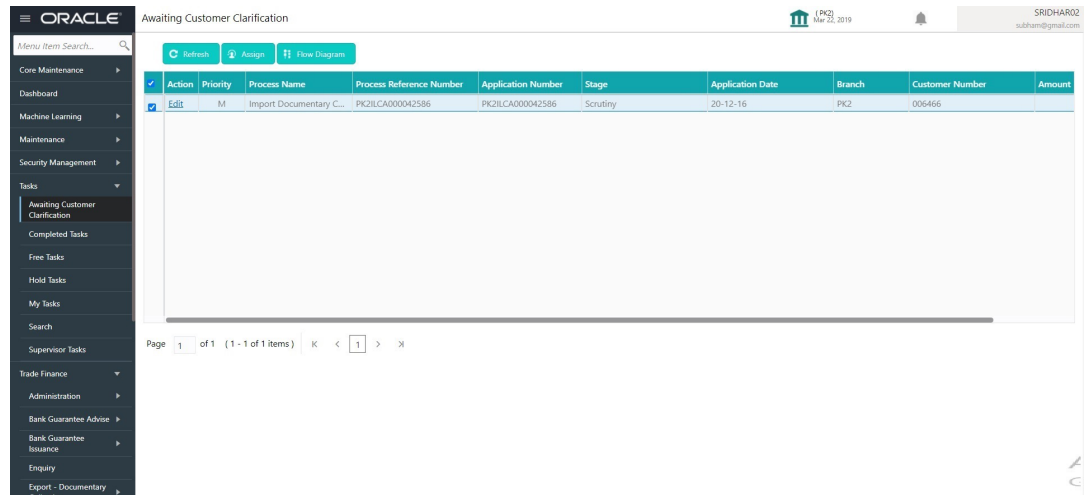 ORACLE
Awaiting Customer Clarification
( PK2)
Mar 22, 2019
SRIDHAR02
subham@gmail.com
Menu Item Search...
Core Maintenance
Dashboard
Machine Learning
Maintenance
Security Management
Tasks
Awaiting Customer
Clarification
Completed Tasks
Free Tasks
Hold Tasks
My Tasks
Search
Supervisor Tasks
Trade Finance
Administration
Bank Guarantee Advise
Bank Guarantee
Issuance
Enquiry
Export - Documentary
Refresh
Assign
Flow Diagram
Action Priority Process Name Process Reference Number Application Number Stage Application Date Branch Customer Number Amount
Edit M Import Documentary C... PK2ILCA000042586 PK2ILCA000042586 Scrutiny 20-12-16 PK2 006466
Page 1 of 1 ( 1 - 1 of 1 items ) 1